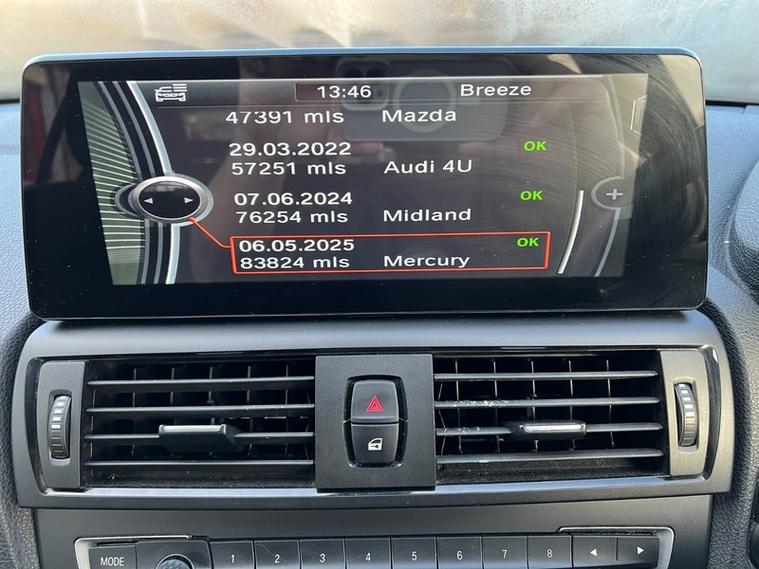 13:46 Breeze
47391 mls Mazda
29.03.2022 OK
57251 mls Audi 4U
07.06.2024 OK
76254 mls Midland
06.05.2025 OK
83824 mls Mercury
MODE 1 2 3 4 5 6 7 8